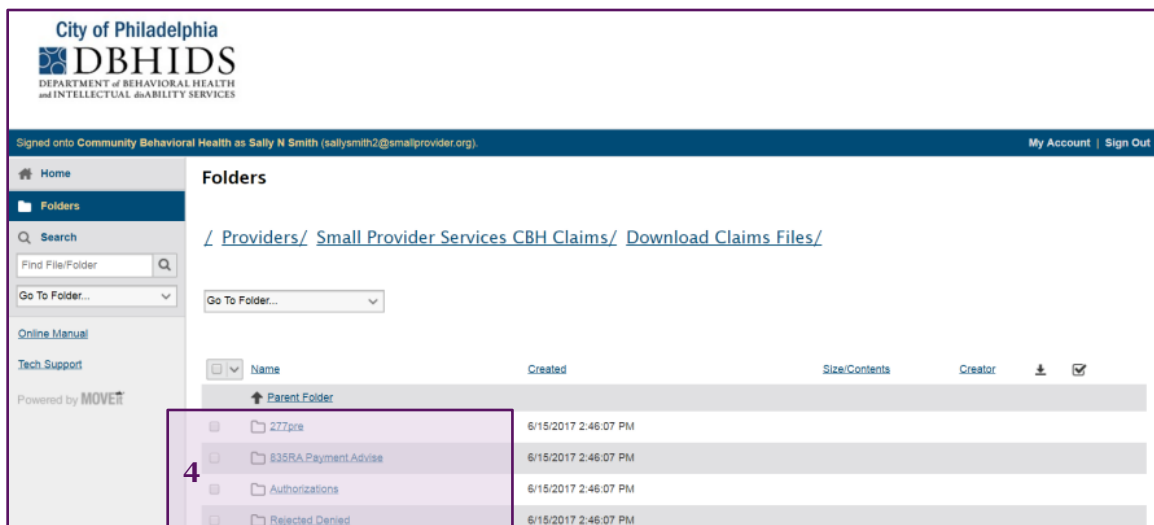 City of Philadelphia
DBHIDS
DEPARTMENT of BEHAVIORAL HEALTH
and INTELLECTUAL disABILITY SERVICES
Signed onto Community Behavioral Health as Sally N Smith (sallysmith2@smallprovider.org).
My Account | Sign Out
Home
Folders
Search
Find File/Folder
Go To Folder...
Online Manual
Tech Support
Powered by MOVEit
Folders
/ Providers/ Small Provider Services CBH Claims/ Download Claims Files/
Go To Folder...
Name Created Size/Contents Creator
Parent Folder
277pre 6/15/2017 2:46:07 PM
835RA Payment Advise 6/15/2017 2:46:07 PM
4
Authorizations 6/15/2017 2:46:07 PM
Rejected Denied 6/15/2017 2:46:07 PM